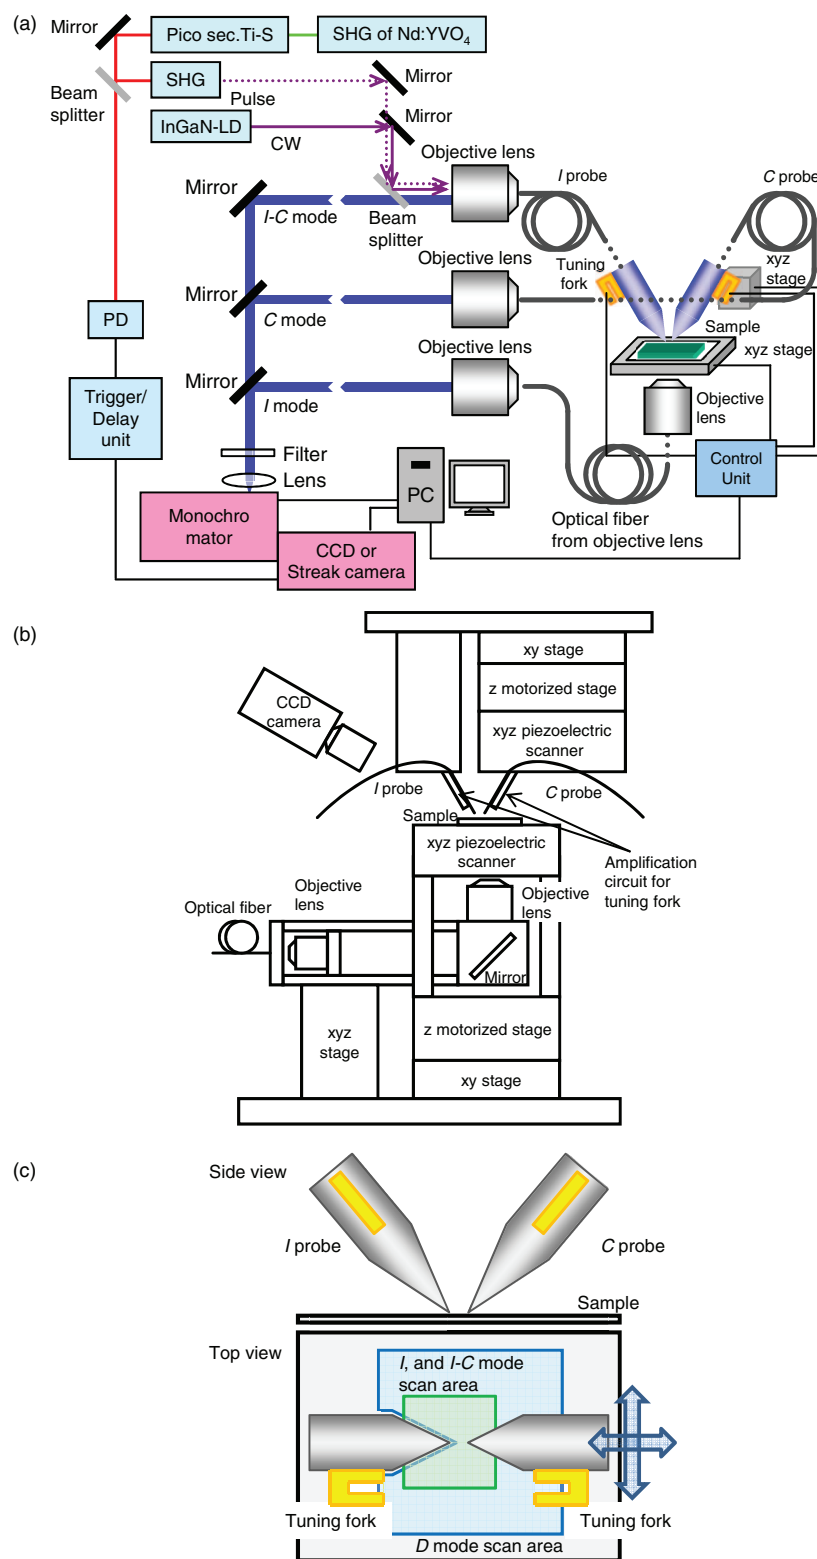 (a)
Mirror
Pico sec.Ti-S
SHG of Nd:YVO4
Beam
splitter
SHG
Pulse
Mirror
InGaN-LD
CW
Mirror
Objective lens
I probe
C probe
Mirror
I-C mode
Beam
splitter
xyz
stage
Tuning
fork
Objective lens
Mirror
C mode
PD
Sample
xyz stage
Objective lens
Mirror
I mode
Objective
lens
Trigger/
Delay
unit
Filter
Lens
PC
Control
Unit
Monochro
mator
Optical fiber
from objective lens
CCD or
Streak camera
(b)
xy stage
z motorized stage
CCD
camera
xyz piezoelectric
scanner
I probe
C probe
Sample
xyz piezoelectric
scanner
Amplification
circuit for
tuning fork
Objective
lens
Objective
lens
Optical fiber
Mirror
xyz
stage
z motorized stage
xy stage
(c)
Side view
I probe
C probe
Sample
Top view
I, and I-C mode
scan area
Tuning fork
Tuning fork
D mode scan area